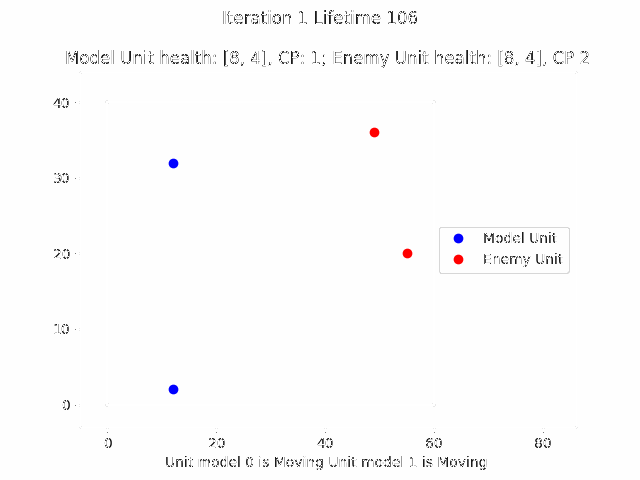 Iteration 1 Lifetime 106
Model Unit health: [8, 4], CP: 1; Enemy Unit health: [8, 4], CP 2
40
30
20
10
0
Model Unit
Enemy Unit
0 20 40 60 80
Unit model 0 is Moving Unit model 1 is Moving